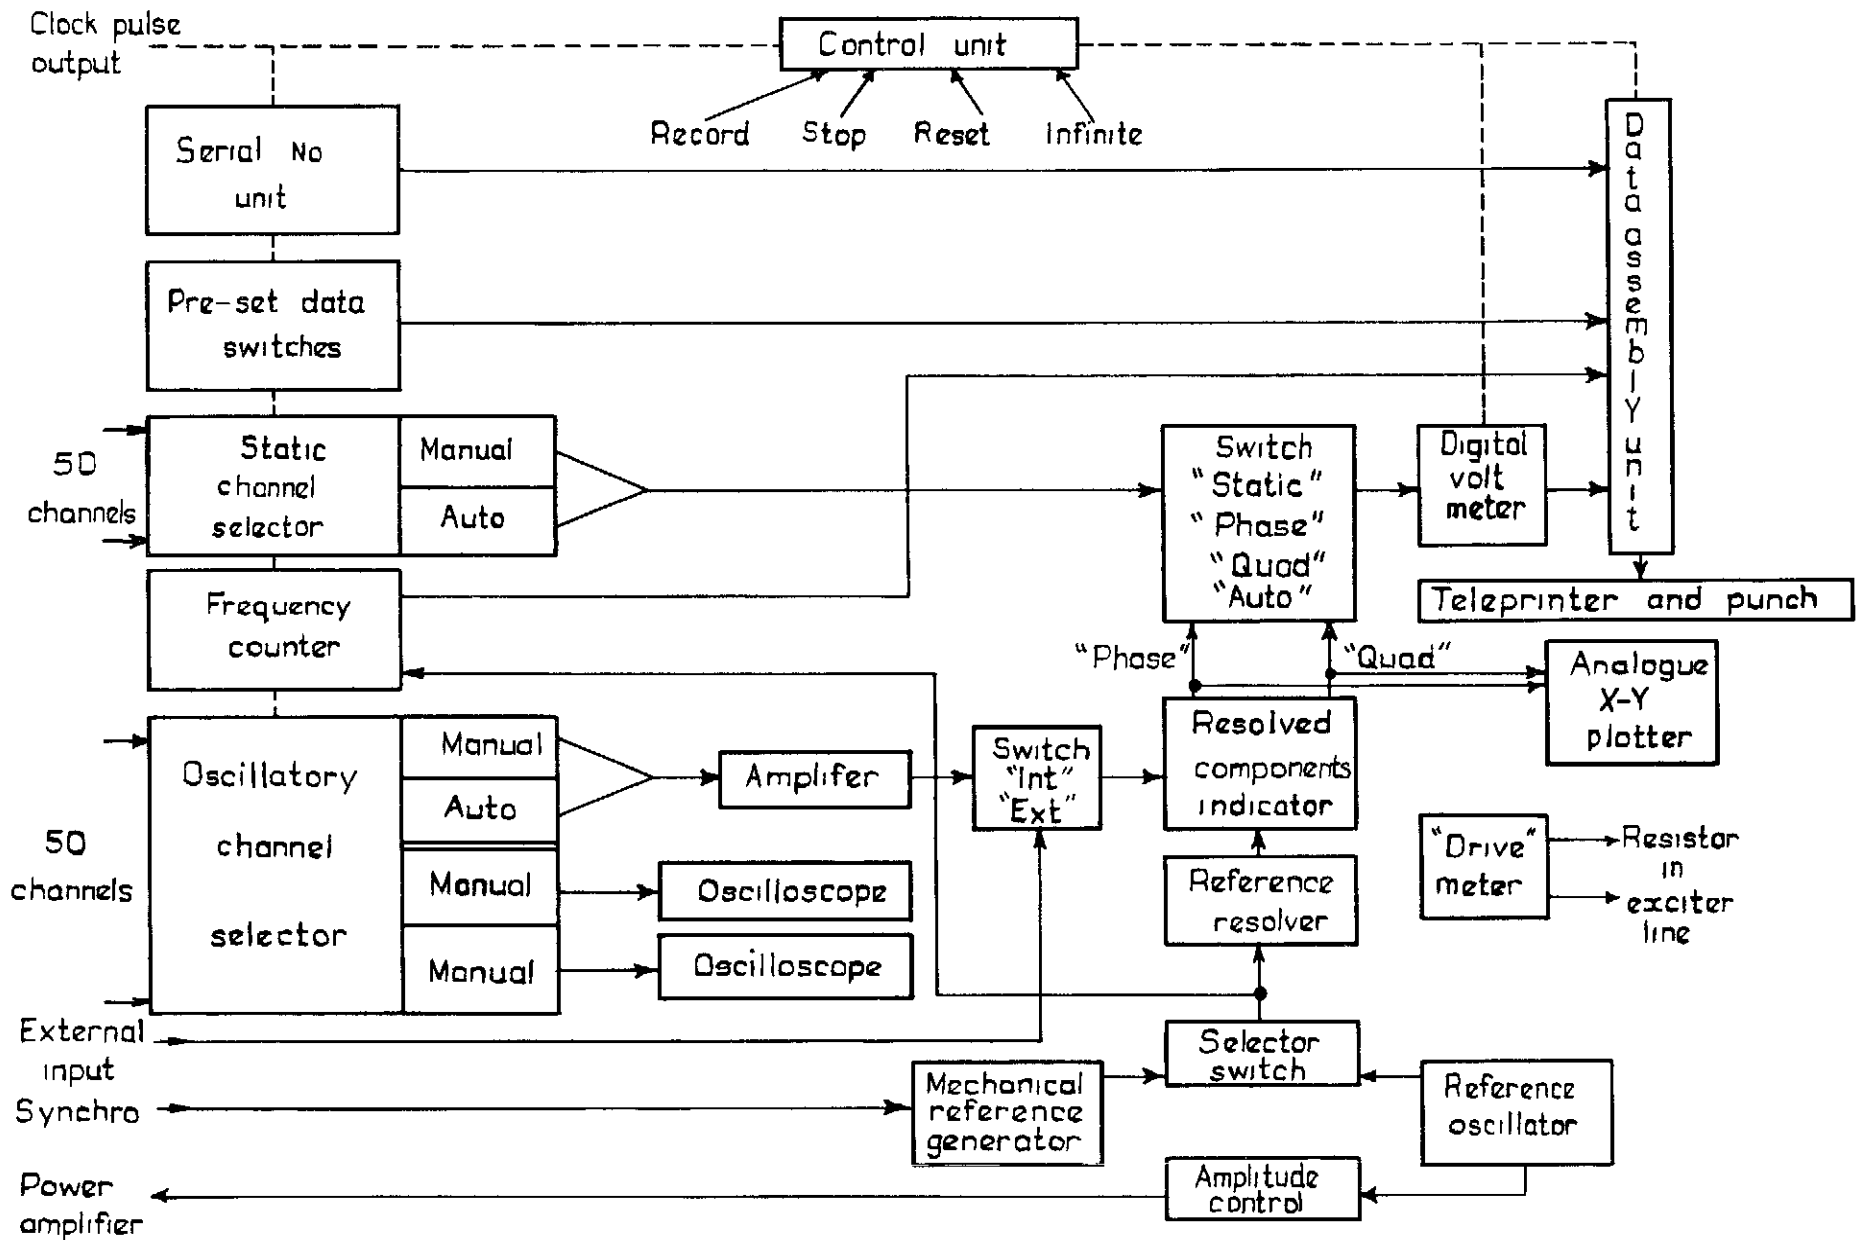 Clock pulse
output
Control unit
Record
Stop
Reset
Infinite
Serial No
unit
Data assembly unit
Pre-set data
switches
50
channels
Static
channel
selector
Manual
Auto
Switch
"Static"
"Phase"
"Quad"
"Auto"
Digital
volt
meter
Teleprinter and punch
Frequency
counter
"Phase"
"Quad"
Analogue
X-Y
plotter
50
channels
Oscillatory
channel
selector
Manual
Auto
Manual
Manual
Amplifer
Oscilloscope
Oscilloscope
Switch
"Int"
"Ext"
Resolved
components
indicator
Reference
resolver
"Drive"
meter
Resistor
in
exciter
line
External
input
Synchro
Selector
switch
Mechanical
reference
generator
Reference
oscillator
Power
amplifier
Amplitude
control